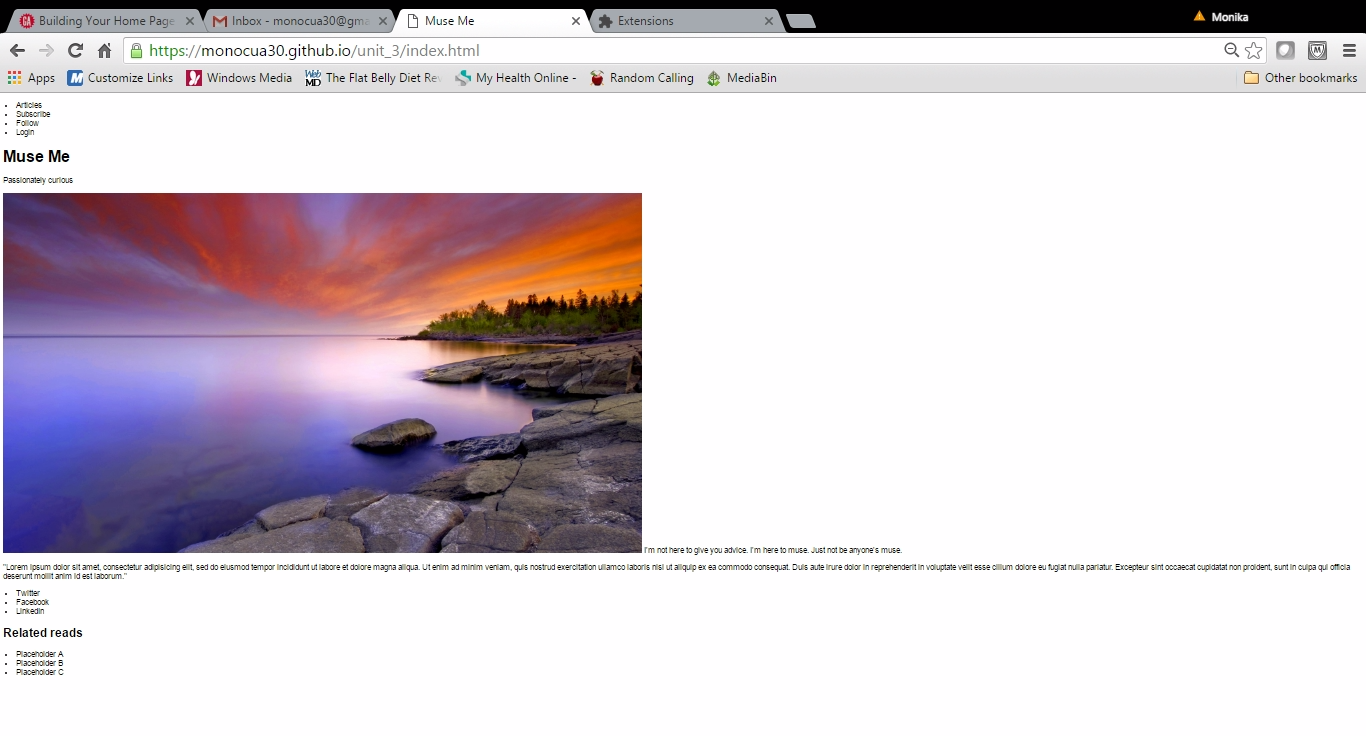 Building Your Home Page
Inbox - monocua30@gma
Muse Me
Extensions
Monika
https://monocua30.github.io/unit_3/index.html
Apps
Customize Links
Windows Media
Web MD
The Flat Belly Diet Re
My Health Online -
Random Calling
MediaBin
Other bookmarks
Articles
Subscribe
Follow
Login
Muse Me
Passionately curious
I'm not here to give you advice. I'm here to muse. Just not be anyone's muse.
"Lorem ipsum dolor sit amet, consectetur adipisicing elit, sed do eiusmod tempor incididunt ut labore et dolore magna aliqua. Ut enim ad minim veniam, quis nostrud exercitation ullamco laboris nisi ut aliquip ex ea commodo consequat. Duis aute irure dolor in reprehenderit in voluptate velit esse cillum dolore eu fugiat nulla pariatur. Excepteur sint occaecat cupidatat non proident, sunt in culpa qui officia
deserunt mollit anim id est laborum."
Twitter
Facebook
LinkedIn
Related reads
Placeholder A
Placeholder B
Placeholder C